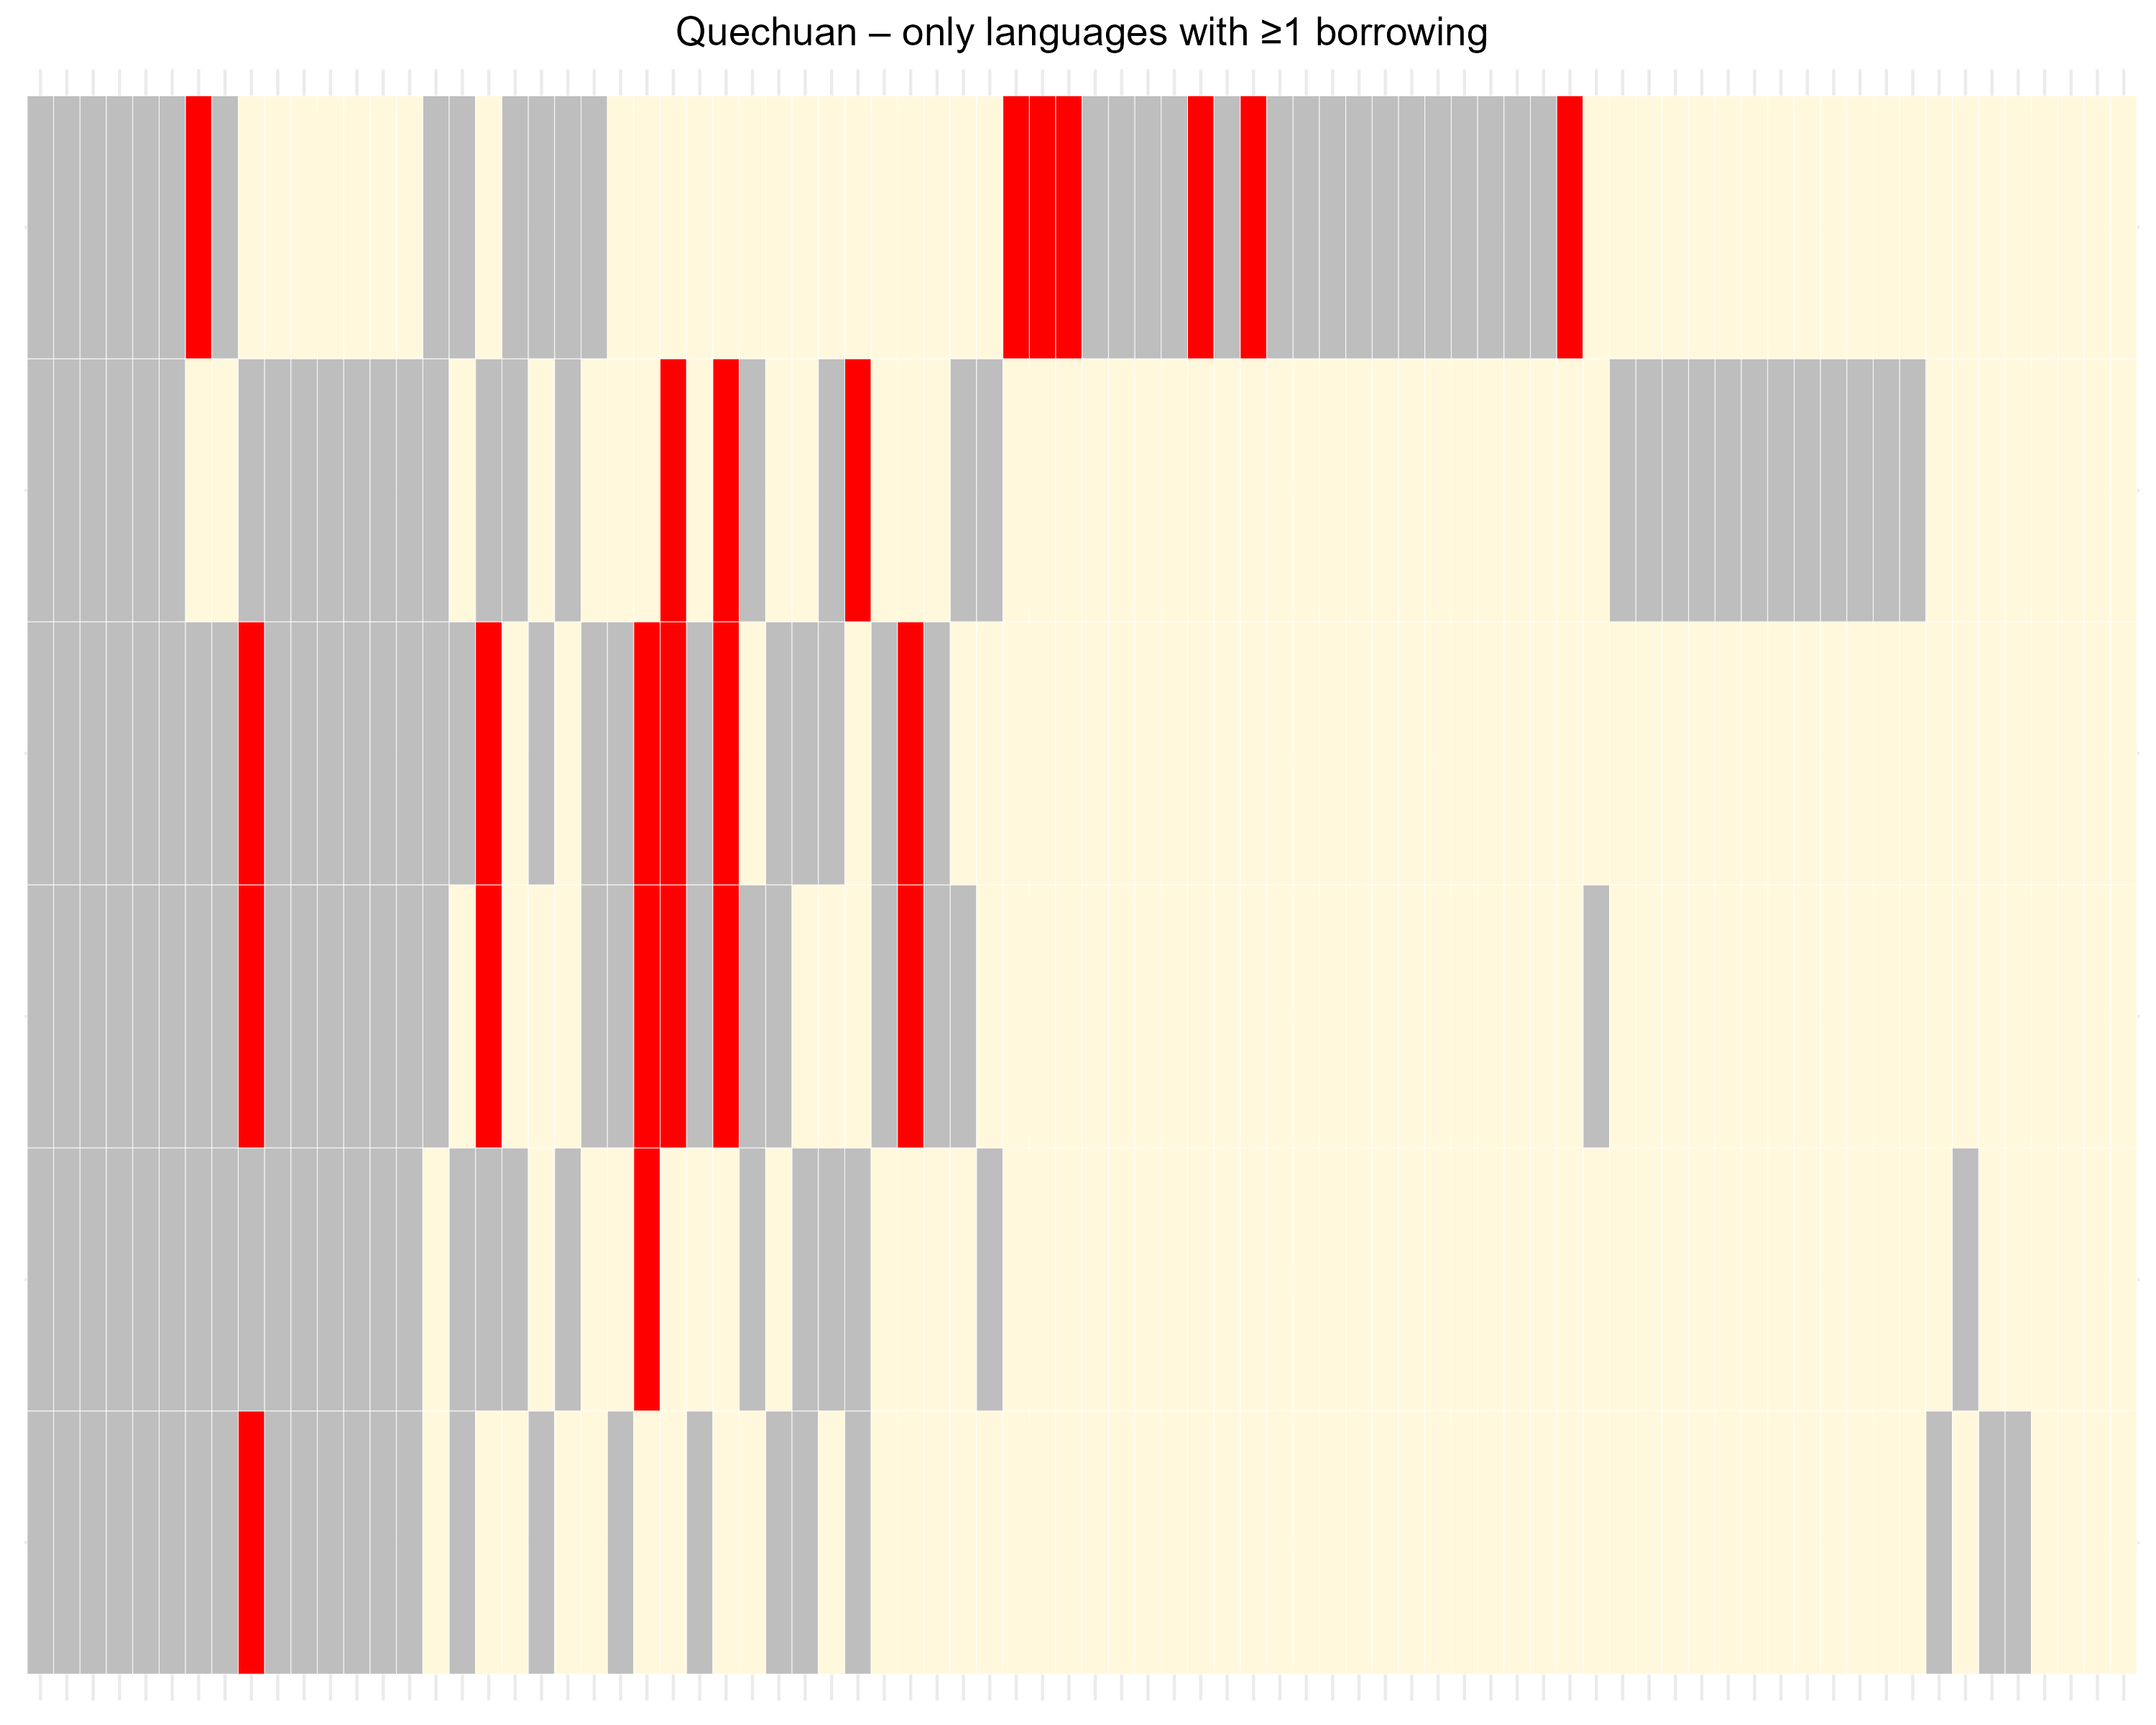 Quechuan – only languages with ≥1 borrowing